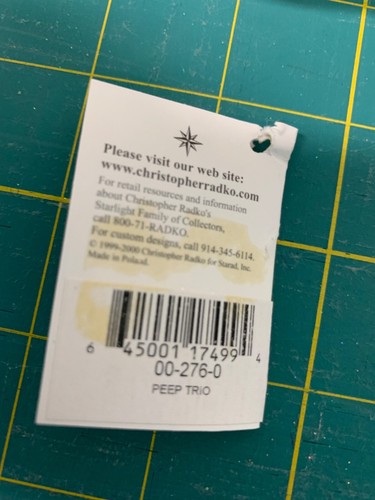 Please visit our web site:
www.christopherradko.com
For retail resources and information
about Christopher Radko's
Starlight Family of Collectors,
call 800-71-RADKO.
For custom designs, call 914-345-6114.
© 1999-2000 Christopher Radko for Starad, Inc.
Made in Poland.
6 45001 17499 4
00-276-0
PEEP TRIO